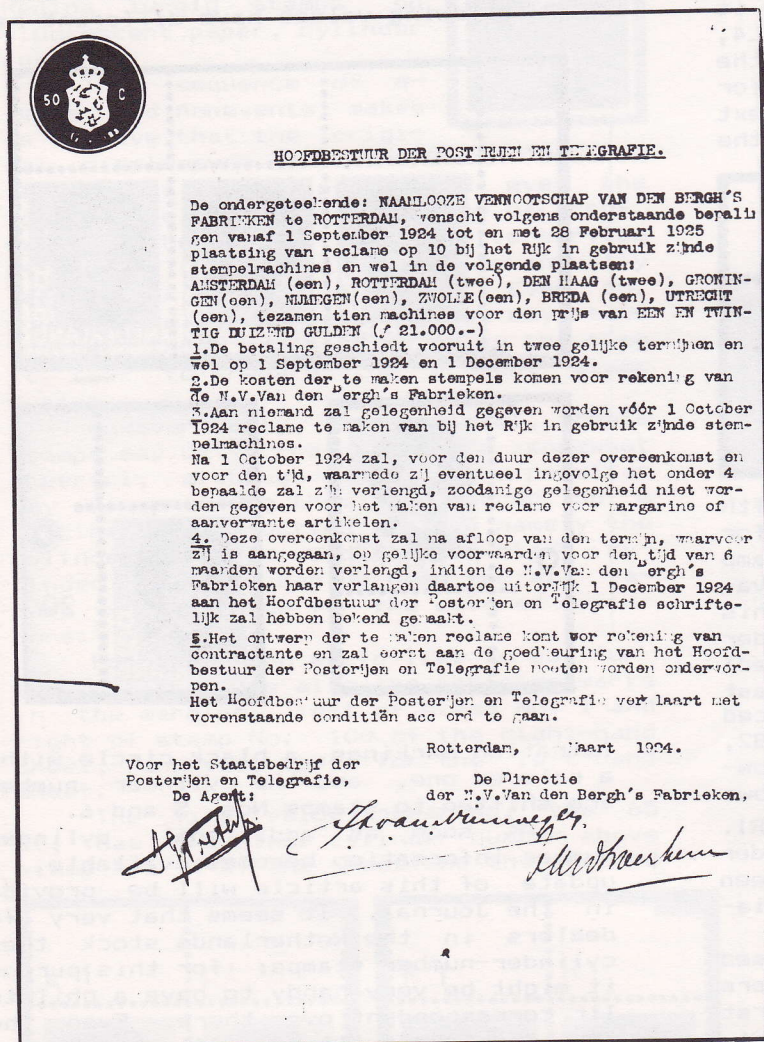 50 C
HOOFDBESTUUR DER POSTERIJEN EN TELEGRAFIE.
De ondergeteekende: NAAMLOOZE VENNOOTSCHAP VAN DEN BERGH'S
FABRIEKEN te ROTTERDAM, wenscht volgens onderstaande bepalin
gen vanaf 1 September 1924 tot en met 28 Februari 1925
plaatsing van reclame op 10 bij het Rijk in gebruik zijnde
stempelmachines en wel in de volgende plaatsen:
AMSTERDAM (een), ROTTERDAM (twee), DEN HAAG (twee), GRONIN-
GEN(een), NIJMEGEN(een), ZWOLLE(een), BREDA (een), UTRECHT
(een), tezamen tien machines voor den prijs van EEN EN TWIN-
TIG DUIZEND GULDEN (ƒ 21.000.-)
1.De betaling geschiedt vooruit in twee gelijke termijnen en
wel op 1 September 1924 en 1 December 1924.
2.De kosten der te maken stempels komen voor rekening van
de N.V.Van den Bergh's Fabrieken.
3.Aan niemand zal gelegenheid gegeven worden vóór 1 October
1924 reclame te maken van bij het Rijk in gebruik zijnde stem-
pelmachines.
Na 1 October 1924 zal, voor den duur dezer overeenkomst en
voor den tijd, waarmede zij eventueel ingevolge het onder 4
bepaalde zal zijn verlengd, zoodanige gelegenheid niet wor-
den gegeven voor het maken van reclame voor margarine of
aanverwante artikelen.
4. Deze overeenkomst zal na afloop van den termijn, waarvoor
zij is aangegaan, op gelijke voorwaarden voor den tijd van 6
maanden worden verlengd, indien de N.V.Van den Bergh's
Fabrieken haar verlangen daartoe uiterlijk 1 December 1924
aan het Hoofdbestuur der Posterijen en Telegrafie schrifte-
lijk zal hebben bekend gemaakt.
5.Het ontwerp der te maken reclame komt voor rekening van
contractante en zal eerst aan de goedkeuring van het Hoofd-
bestuur der Posterijen en Telegrafie moeten worden onderwor-
pen.
Het Hoofdbestuur der Posterijen en Telegrafie verklaart met
vorenstaande conditiën accoord te gaan.
Rotterdam, Maart 1924.
Voor het Staatsbedrijf der
Posterijen en Telegrafie,
De Agent:
De Directie
der N.V.Van den Bergh's Fabrieken,